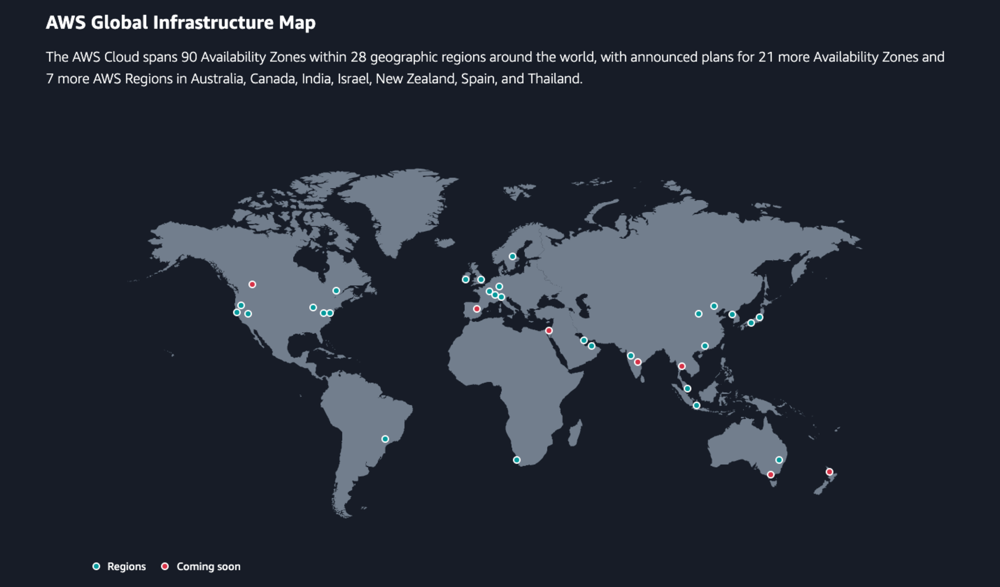 AWS Global Infrastructure Map
The AWS Cloud spans 90 Availability Zones within 28 geographic regions around the world, with announced plans for 21 more Availability Zones and
7 more AWS Regions in Australia, Canada, India, Israel, New Zealand, Spain, and Thailand.
Regions
Coming soon